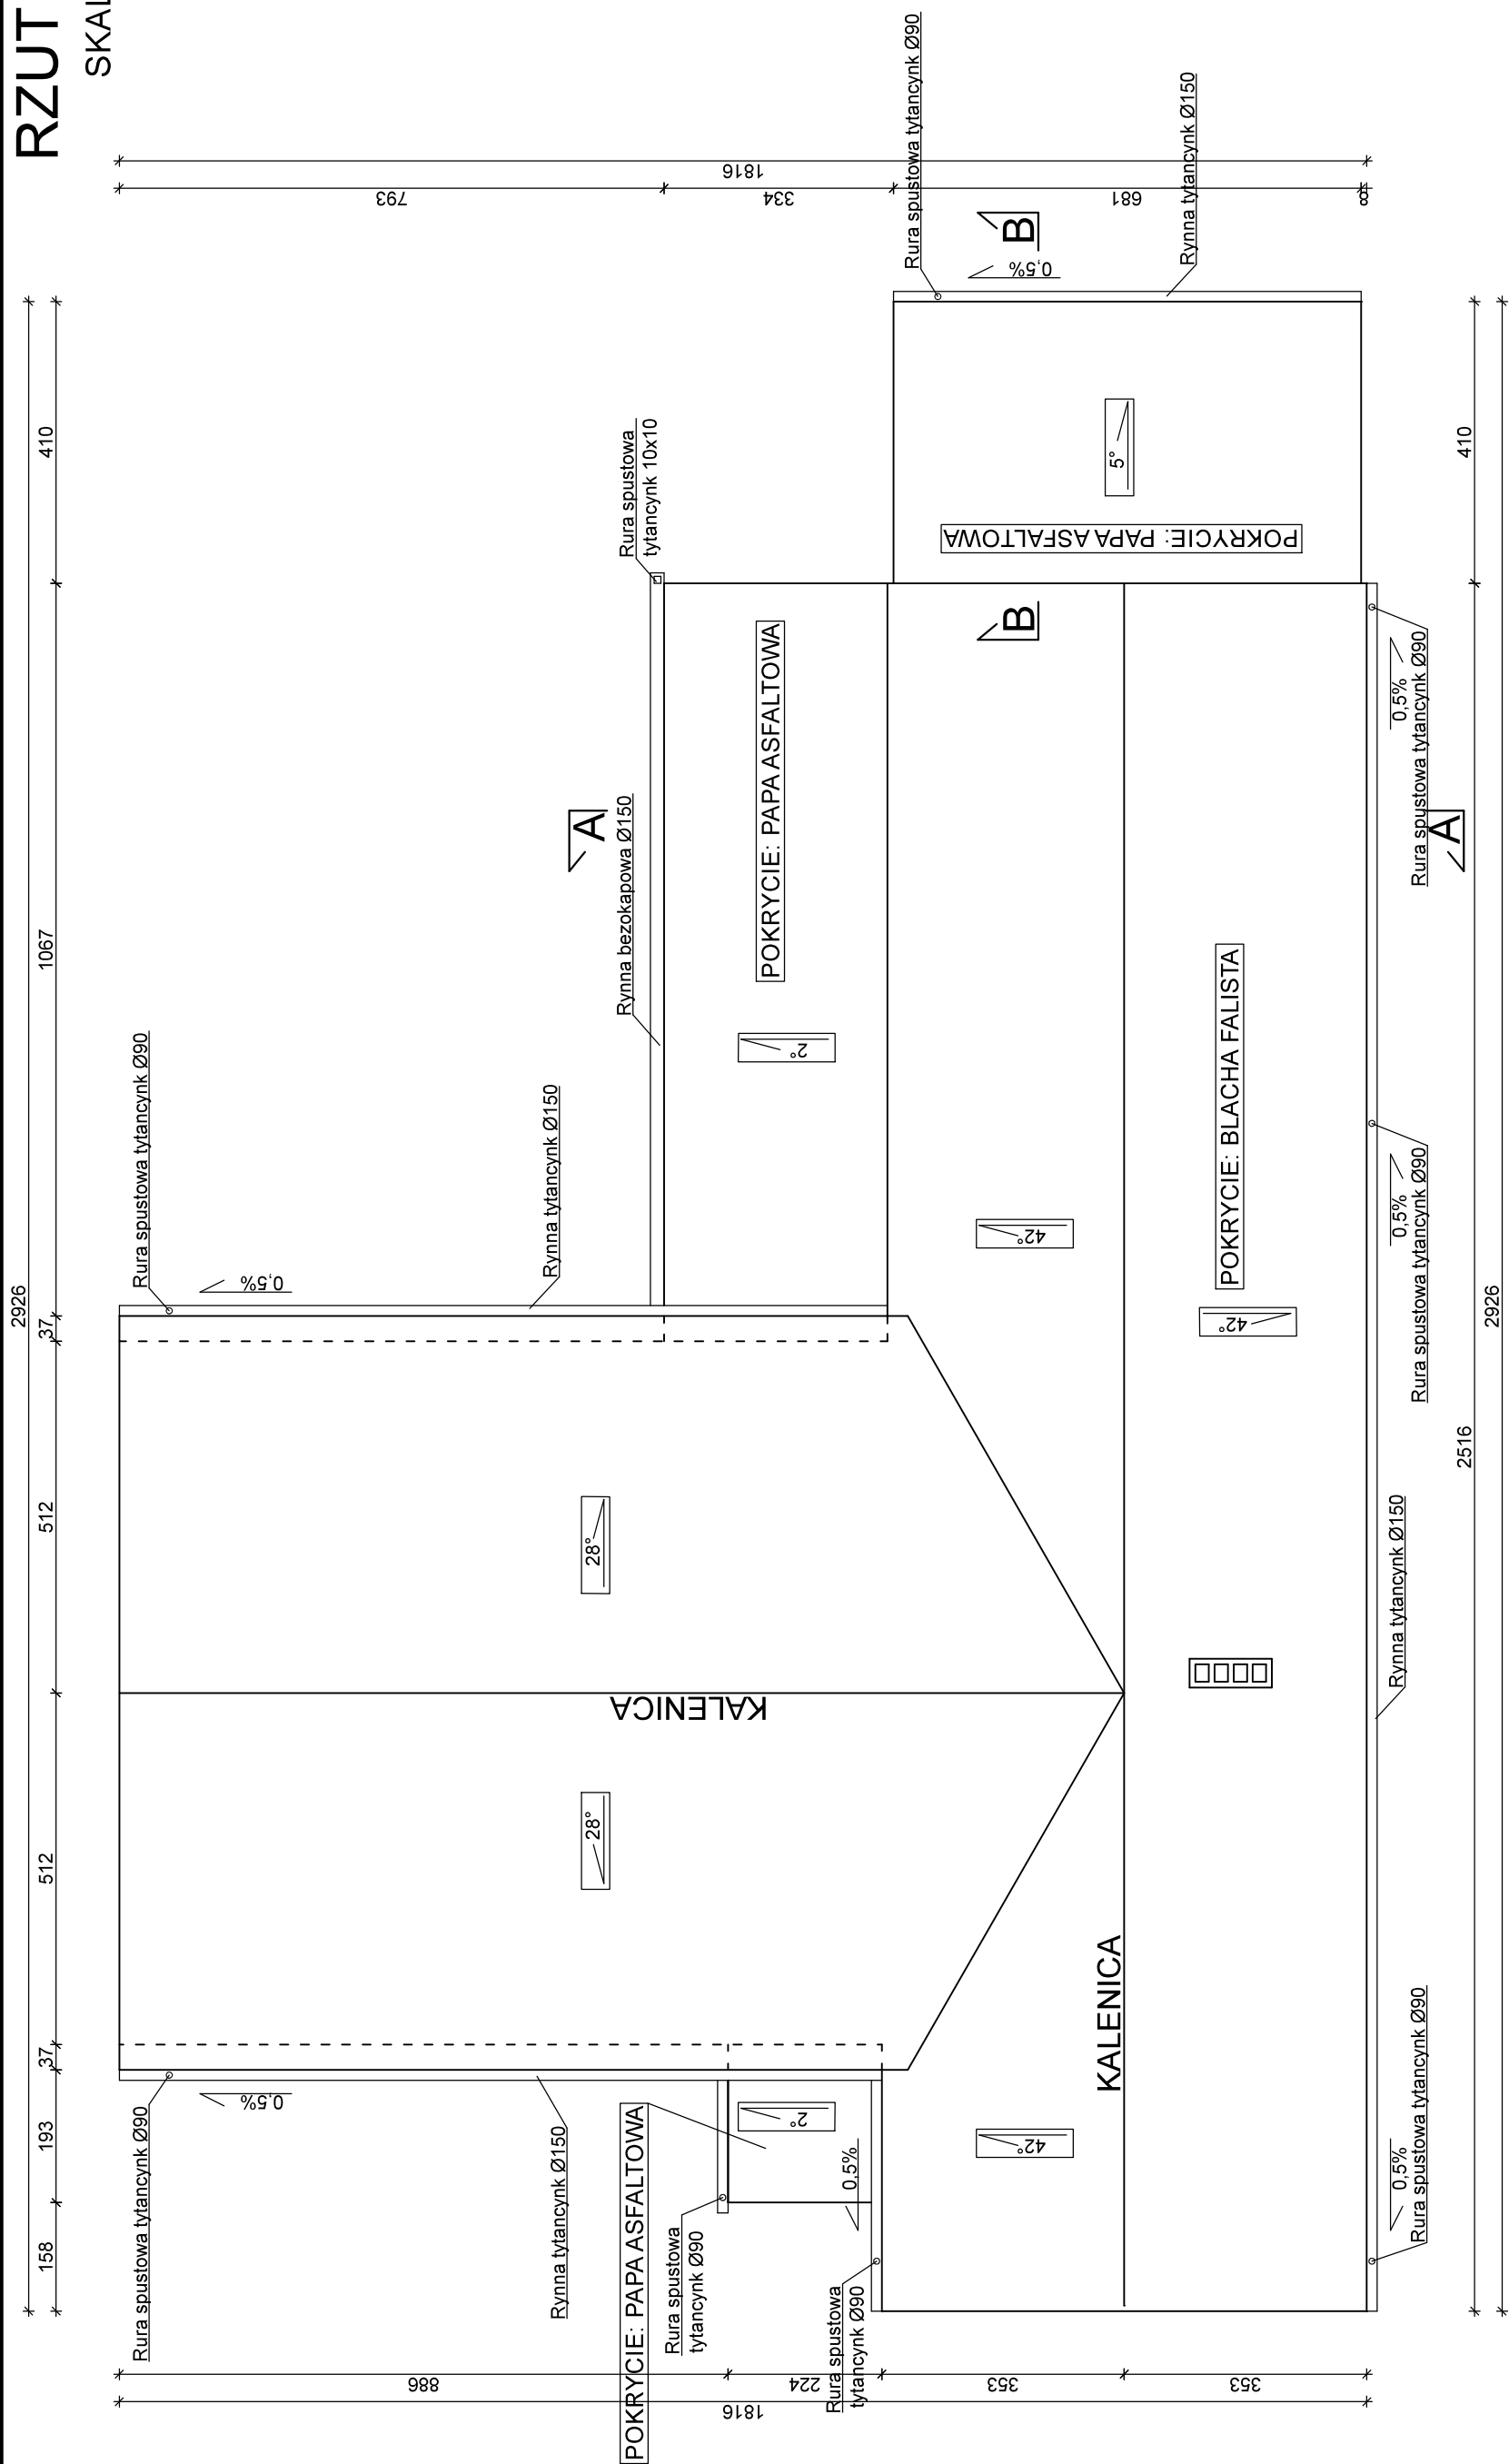 RZUT
SKAL
2926
158
193
37
512
512
37
1067
410
Rura spustowa tytancynk Ø90
0,5%
Rynna tytancynk Ø150
Rura spustowa tytancynk Ø90
0,5%
Rynna tytancynk Ø150
Rynna bezokapowa Ø150
Rura spustowa
tytancynk 10x10
A
POKRYCIE: PAPA ASFALTOWA
Rura spustowa
tytancynk Ø90
2°
0,5%
Rura spustowa
tytancynk Ø90
28°
28°
KALENICA
2°
POKRYCIE: PAPA ASFALTOWA
42°
KALENICA
42°
B
B
Rura spustowa tytancynk Ø90
0,5%
Rynna tytancynk Ø150
5°
POKRYCIE: PAPA ASFALTOWA
42°
POKRYCIE: BLACHA FALISTA
0,5%
Rura spustowa tytancynk Ø90
Rynna tytancynk Ø150
0,5%
Rura spustowa tytancynk Ø90
0,5%
Rura spustowa tytancynk Ø90
A
2516
410
2926
886
224
353
353
1816
793
334
681
8
1816